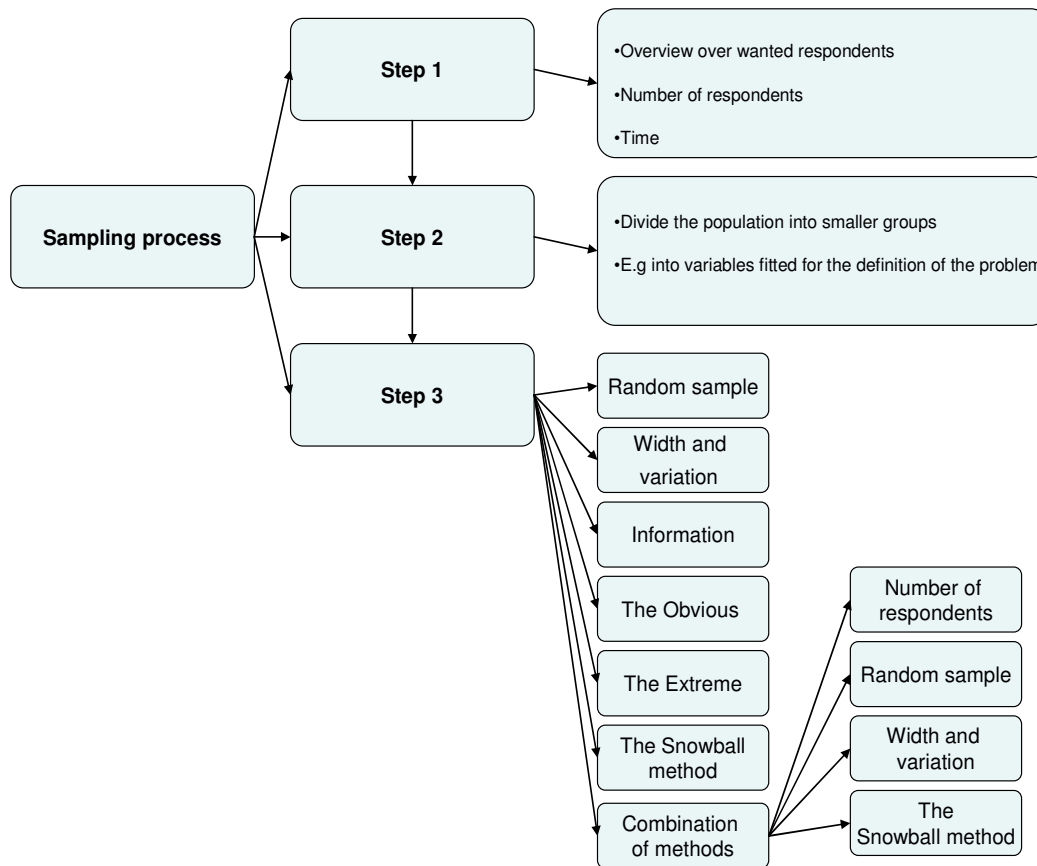 Step 1
•Overview over wanted respondents
•Number of respondents
•Time
Sampling process
Step 2
•Divide the population into smaller groups
•E.g into variables fitted for the definition of the problem
Step 3
Random sample
Width and
variation
Information
The Obvious
The Extreme
The Snowball
method
Combination
of methods
Number of
respondents
Random sample
Width and
variation
The
Snowball method